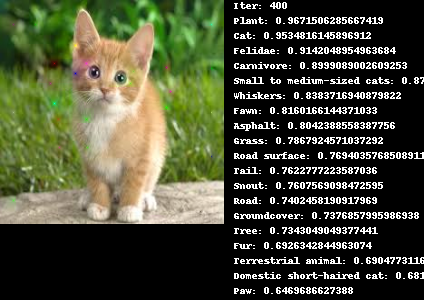 Iter: 400
Plant: 0.9671506285667419
Cat: 0.9534816145896912
Felidae: 0.9142048954963684
Carnivore: 0.8999089002609253
Small to medium-sized cats: 0.87
Whiskers: 0.8383716940879822
Fawn: 0.8160166144371033
Asphalt: 0.8042388558387756
Grass: 0.7867924571037292
Road surface: 0.7694035768508911
Tail: 0.7622777223587036
Snout: 0.7607569098472595
Road: 0.7402458190917969
Groundcover: 0.7376857995986938
Tree: 0.7343049049377441
Fur: 0.6926342844963074
Terrestrial animal: 0.6904773116
Domestic short-haired cat: 0.681
Paw: 0.6469686627388